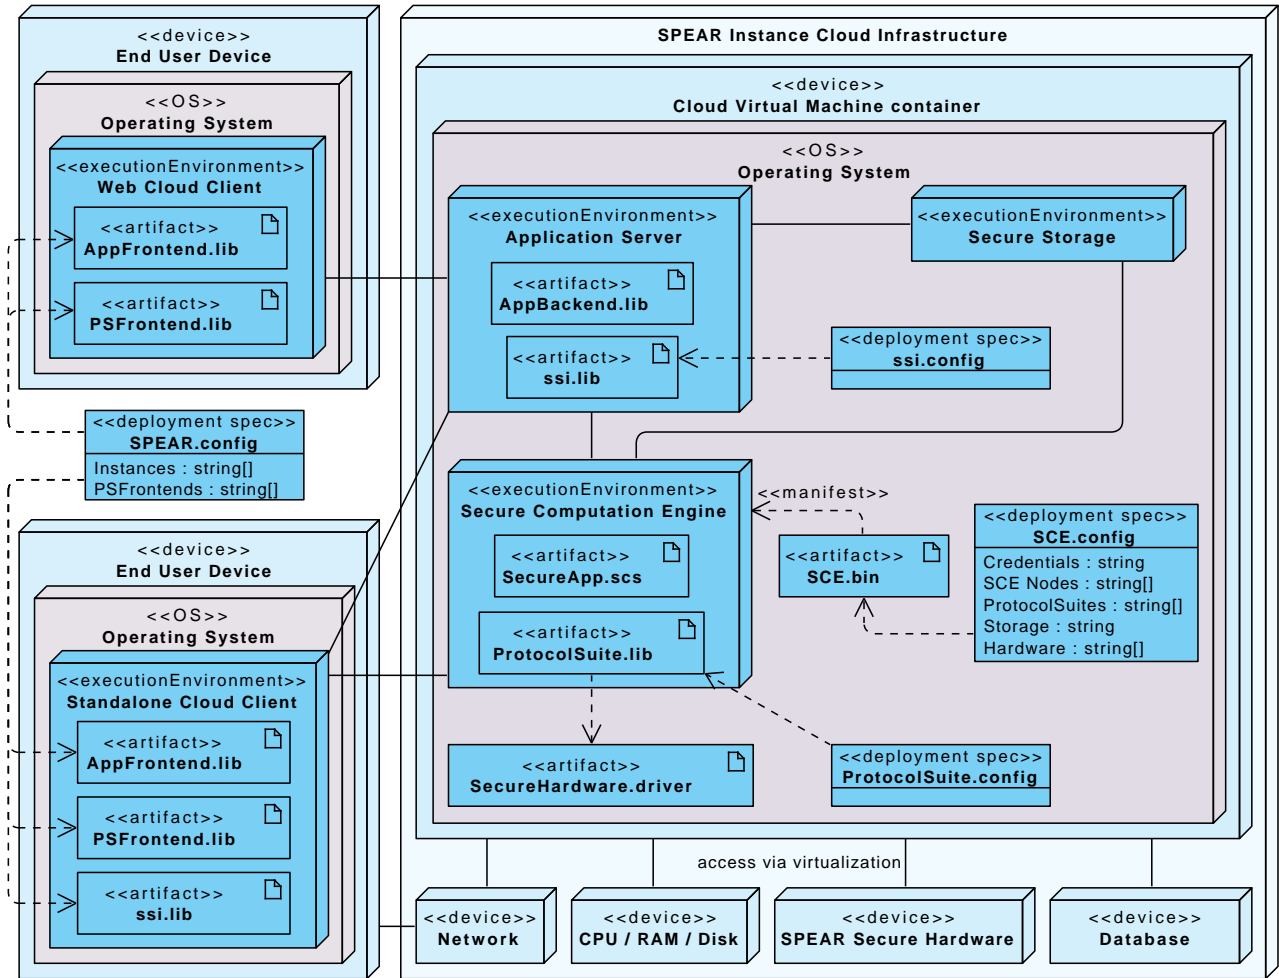 <<device>>
End User Device
<<OS>>
Operating System
<<executionEnvironment>>
Web Cloud Client
<<artifact>>
AppFrontend.lib
<<artifact>>
PSFrontend.lib
<<deployment spec>>
SPEAR.config
Instances : string[]
PSFrontends : string[]
<<device>>
End User Device
<<OS>>
Operating System
<<executionEnvironment>>
Standalone Cloud Client
<<artifact>>
AppFrontend.lib
<<artifact>>
PSFrontend.lib
<<artifact>>
ssi.lib
SPEAR Instance Cloud Infrastructure
<<device>>
Cloud Virtual Machine container
<<OS>>
Operating System
<<executionEnvironment>>
Application Server
<<artifact>>
AppBackend.lib
<<artifact>>
ssi.lib
<<executionEnvironment>>
Secure Storage
<<deployment spec>>
ssi.config
<<executionEnvironment>>
Secure Computation Engine
<<artifact>>
SecureApp.scs
<<artifact>>
ProtocolSuite.lib
<<manifest>>
<<artifact>>
SCE.bin
<<deployment spec>>
SCE.config
Credentials : string
SCE Nodes : string[]
ProtocolSuites : string[]
Storage : string
Hardware : string[]
<<artifact>>
SecureHardware.driver
<<deployment spec>>
ProtocolSuite.config
access via virtualization
<<device>>
Network
<<device>>
CPU / RAM / Disk
<<device>>
SPEAR Secure Hardware
<<device>>
Database